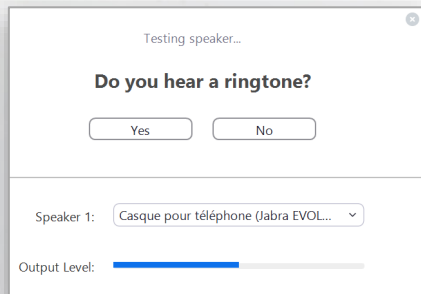 Testing speaker...
Do you hear a ringtone?
Yes
No
Speaker 1:
Casque pour téléphone (Jabra EVOL...
Output Level: